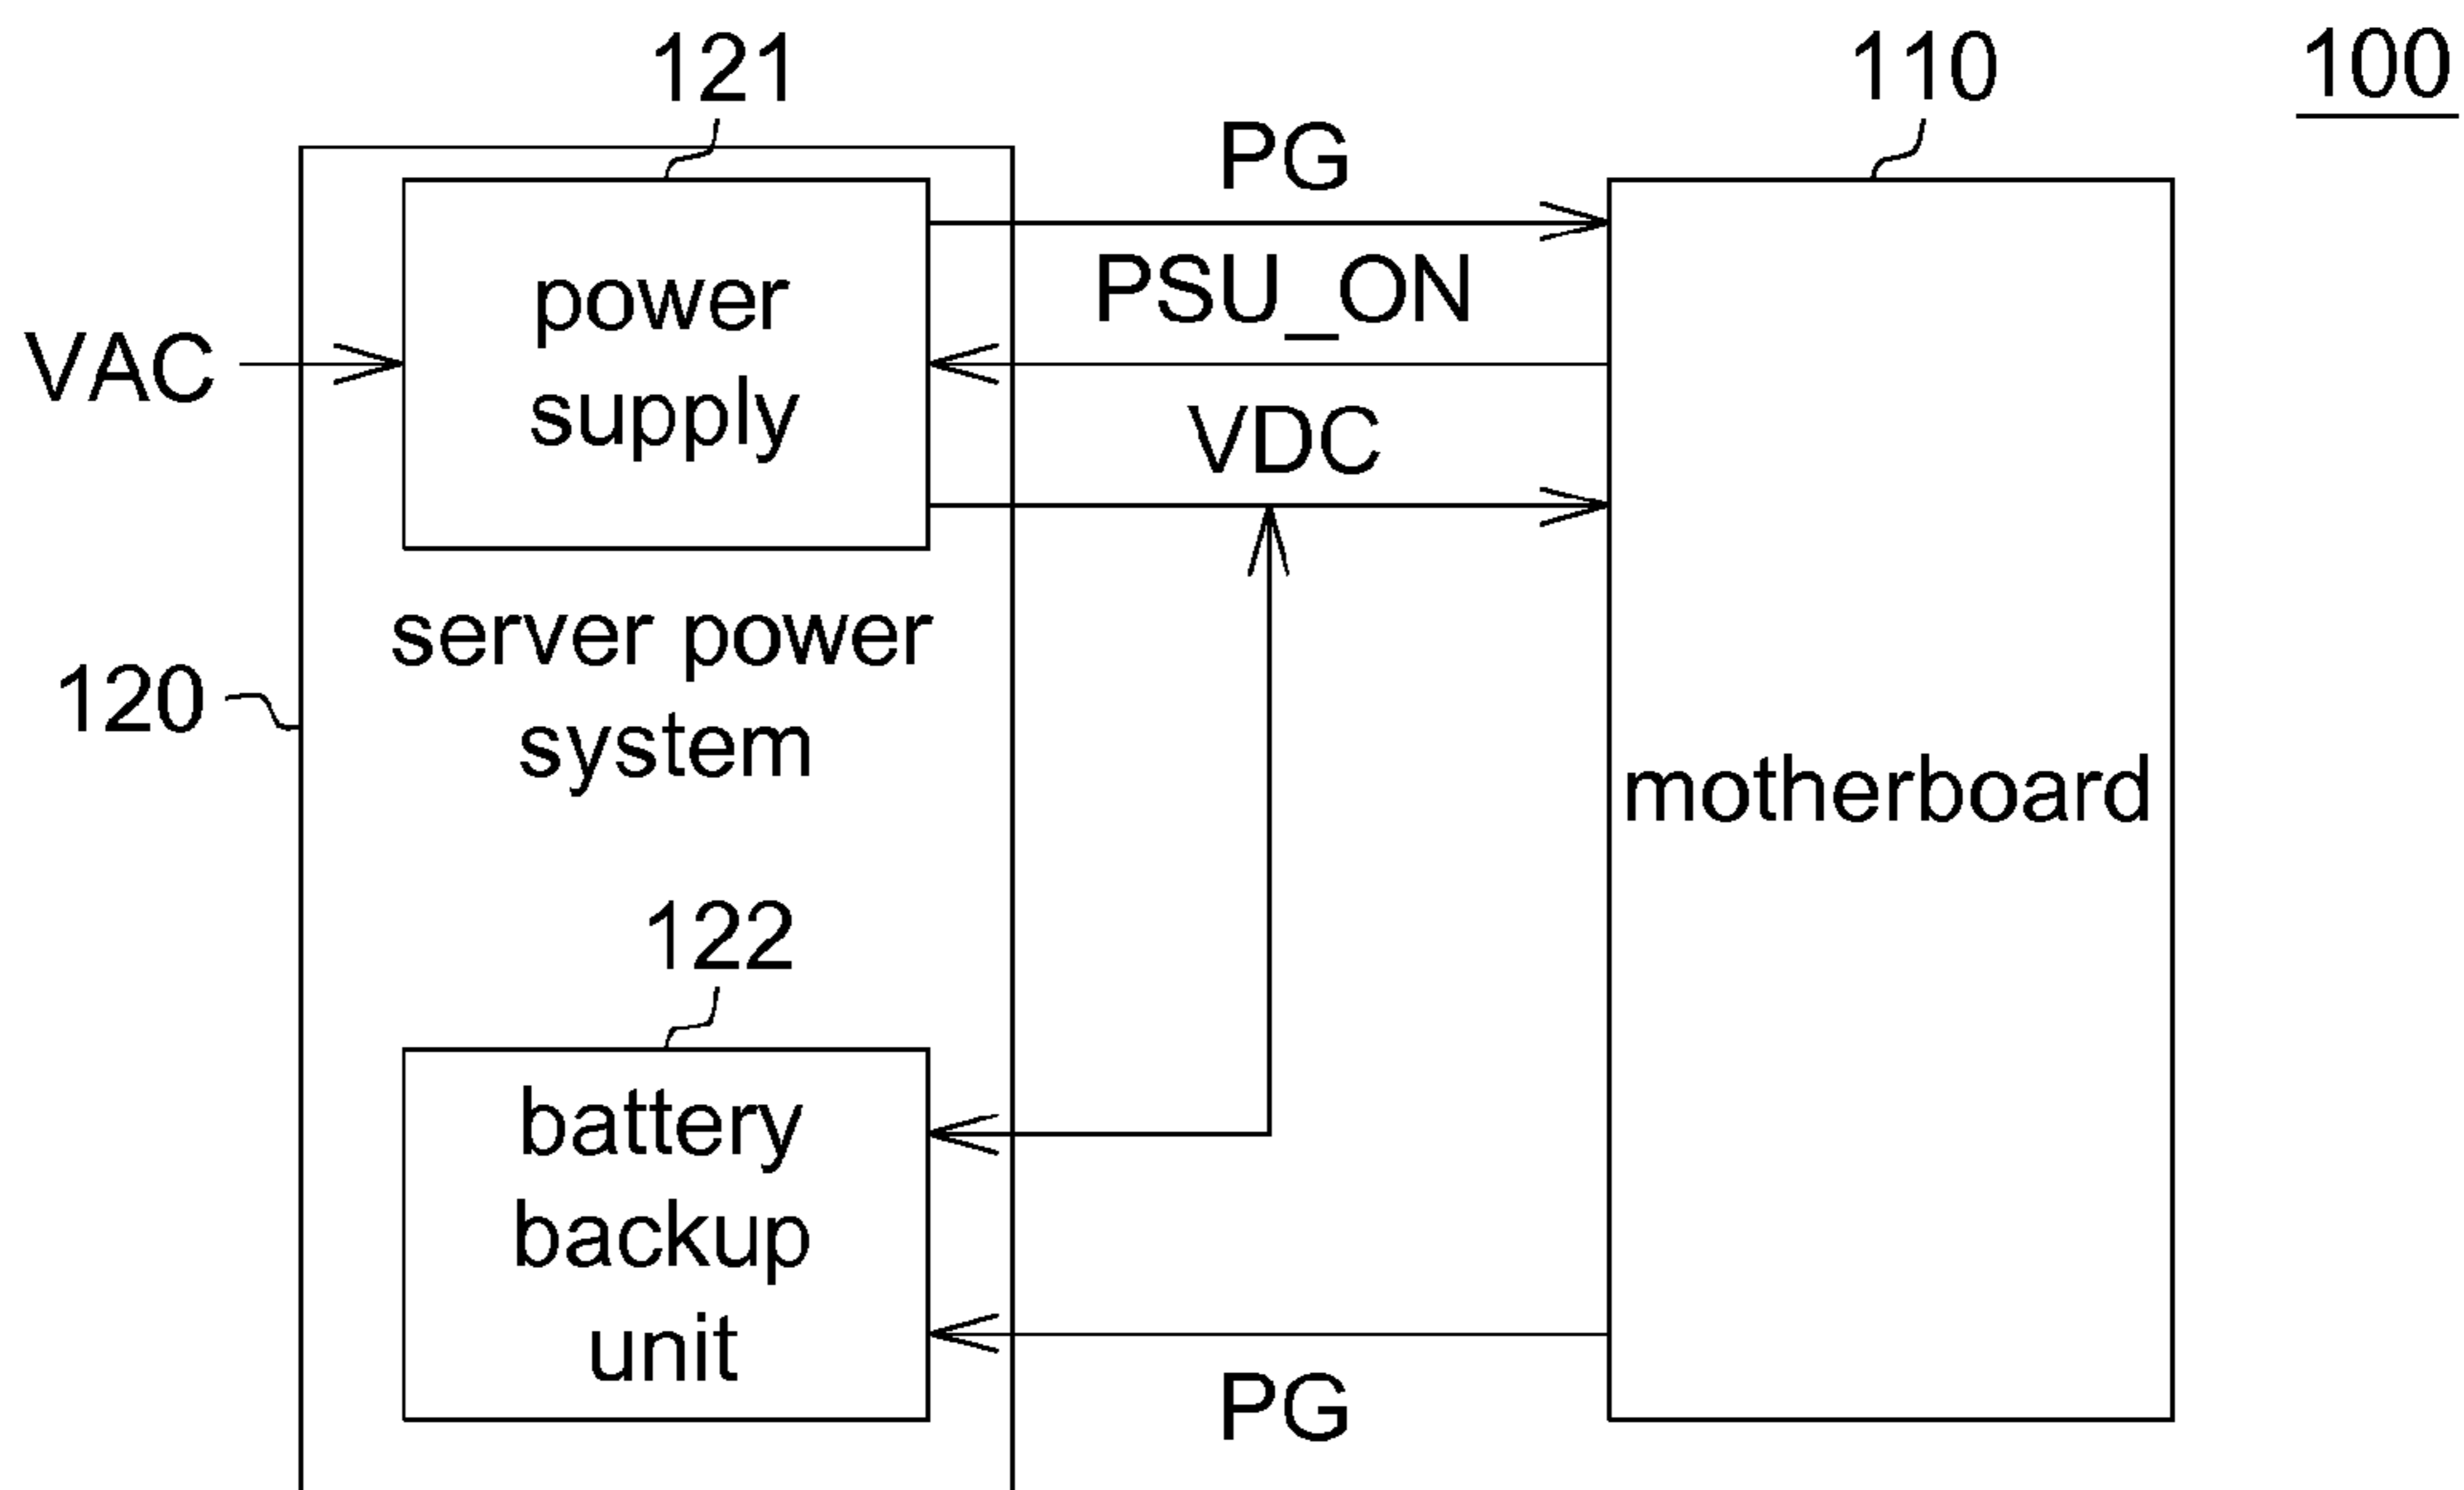 100
121
110
PG
power
supply
PSU_ON
VAC
VDC
server power
system
120
motherboard
122
battery
backup
unit
PG